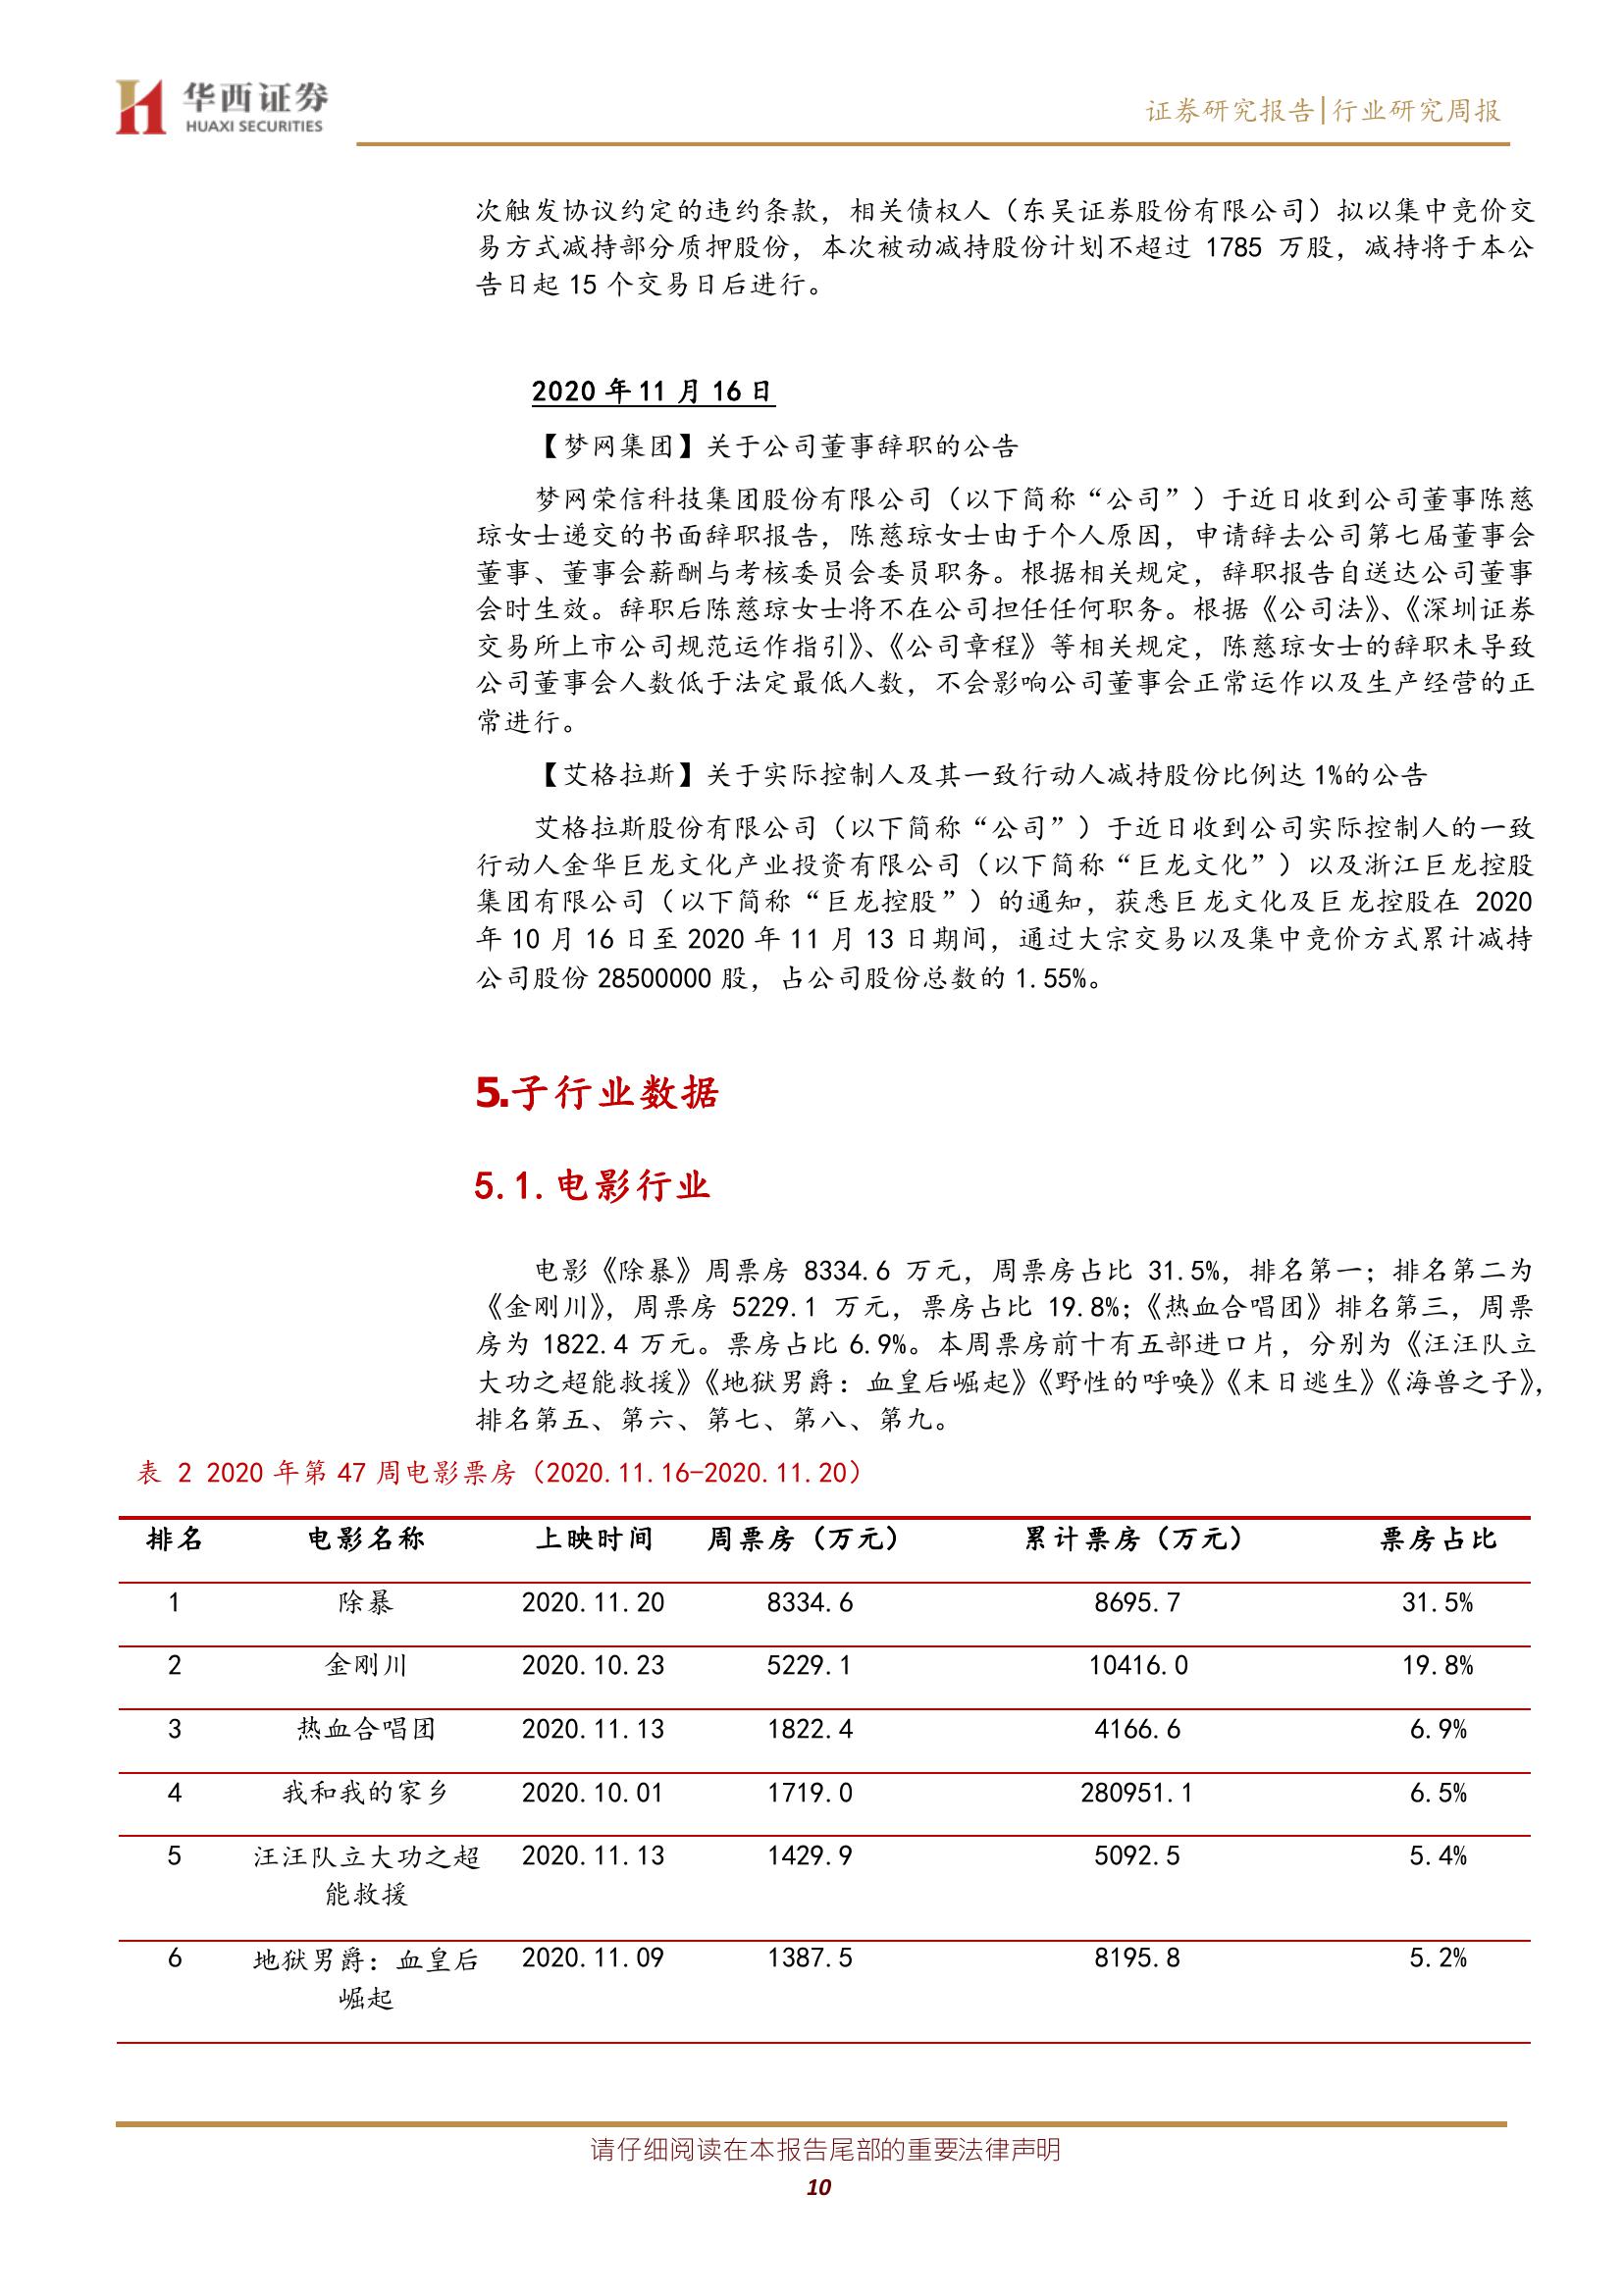 华西证券
HUAXI SECURITIES
证券研究报告|行业研究周报
次触发协议约定的违约条款，相关债权人（东吴证券股份有限公司）拟以集中竞价交
易方式减持部分质押股份，本次被动减持股份计划不超过 1785 万股，减持将于本公
告日起 15 个交易日后进行。
2020 年 11 月 16 日
【梦网集团】关于公司董事辞职的公告
梦网荣信科技集团股份有限公司（以下简称“公司”）于近日收到公司董事陈慈
琼女士递交的书面辞职报告，陈慈琼女士由于个人原因，申请辞去公司第七届董事会
董事、董事会薪酬与考核委员会委员职务。根据相关规定，辞职报告自送达公司董事
会时生效。辞职后陈慈琼女士将不在公司担任任何职务。根据《公司法》、《深圳证券
交易所上市公司规范运作指引》、《公司章程》等相关规定，陈慈琼女士的辞职未导致
公司董事会人数低于法定最低人数，不会影响公司董事会正常运作以及生产经营的正
常进行。
【艾格拉斯】关于实际控制人及其一致行动人减持股份比例达 1%的公告
艾格拉斯股份有限公司（以下简称“公司”）于近日收到公司实际控制人的一致
行动人金华巨龙文化产业投资有限公司（以下简称“巨龙文化”）以及浙江巨龙控股
集团有限公司（以下简称“巨龙控股”）的通知，获悉巨龙文化及巨龙控股在 2020
年 10 月 16 日至 2020 年 11 月 13 日期间，通过大宗交易以及集中竞价方式累计减持
公司股份 28500000 股，占公司股份总数的 1.55%。
5.子行业数据
5.1.电影行业
电影《除暴》周票房 8334.6 万元，周票房占比 31.5%，排名第一；排名第二为
《金刚川》，周票房 5229.1 万元，票房占比 19.8%；《热血合唱团》排名第三，周票
房为 1822.4 万元。票房占比 6.9%。本周票房前十有五部进口片，分别为《汪汪队立
大功之超能救援》《地狱男爵：血皇后崛起》《野性的呼唤》《末日逃生》《海兽之子》，
排名第五、第六、第七、第八、第九。
表 2 2020 年第 47 周电影票房（2020.11.16-2020.11.20）
排名 电影名称 上映时间 周票房（万元） 累计票房（万元） 票房占比
1 除暴 2020.11.20 8334.6 8695.7 31.5%
2 金刚川 2020.10.23 5229.1 10416.0 19.8%
3 热血合唱团 2020.11.13 1822.4 4166.6 6.9%
4 我和我的家乡 2020.10.01 1719.0 280951.1 6.5%
5 汪汪队立大功之超 2020.11.13 1429.9 5092.5 5.4%
能救援
6 地狱男爵：血皇后 2020.11.09 1387.5 8195.8 5.2%
崛起
请仔细阅读在本报告尾部的重要法律声明
10